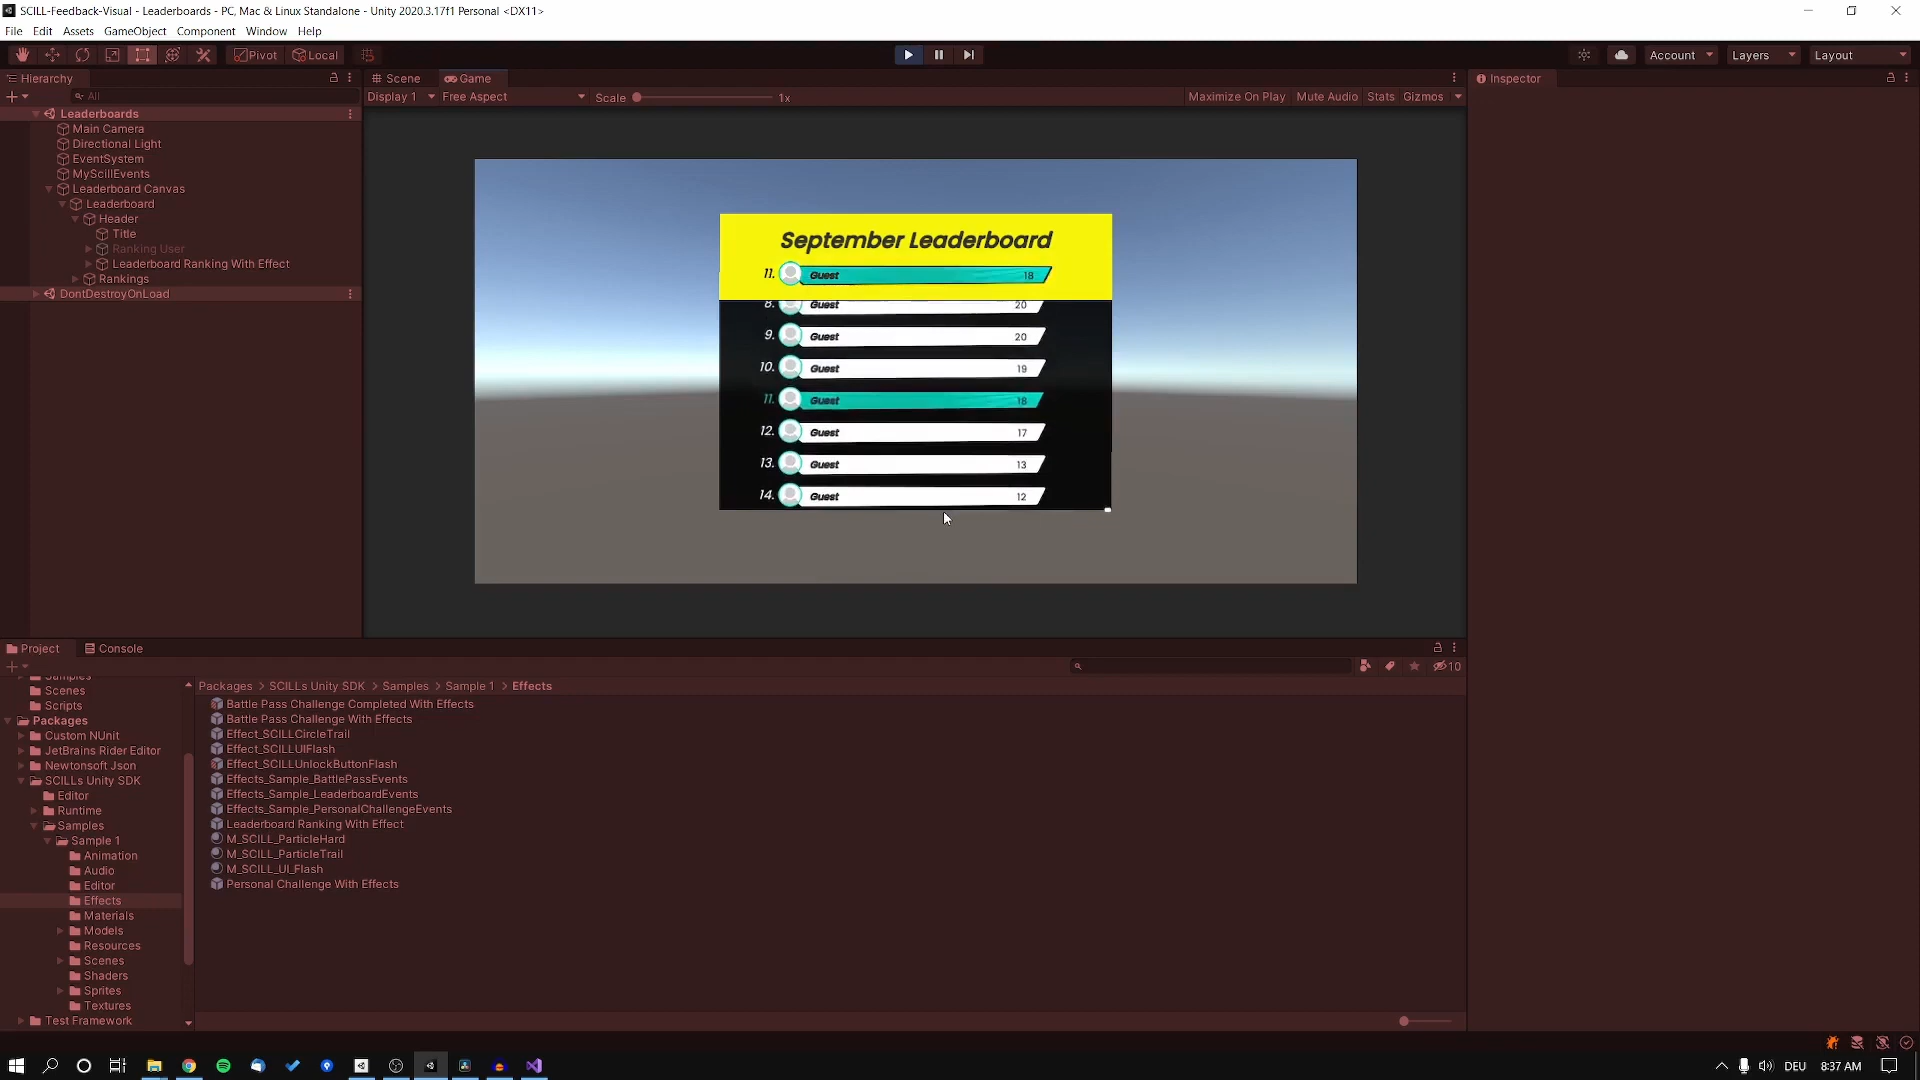 SCILL-Feedback-Visual - Leaderboards - PC, Mac & Linux Standalone - Unity 2020.3.17f1 Personal <DX11>
File Edit Assets GameObject Component Window Help
Pivot Local Account Layers Layout
Hierarchy
All
Leaderboards
Main Camera
Directional Light
EventSystem
MyScillEvents
Leaderboard Canvas
Leaderboard
Header
Title
Ranking User
Leaderboard Ranking With Effect
Rankings
DontDestroyOnLoad
Scene Game
Display 1 Free Aspect Scale 1x Maximize On Play Mute Audio Stats Gizmos
September Leaderboard
11. Guest 18
8. Guest 20
9. Guest 20
10. Guest 19
11. Guest 18
12. Guest 17
13. Guest 13
14. Guest 12
Inspector
Project Console
10
Samples
Scenes
Scripts
Packages
Custom NUnit
JetBrains Rider Editor
Newtonsoft Json
SCILLs Unity SDK
Editor
Runtime
Samples
Sample 1
Animation
Audio
Editor
Effects
Materials
Models
Resources
Scenes
Shaders
Sprites
Textures
Test Framework
Packages > SCILLs Unity SDK > Samples > Sample 1 > Effects
Battle Pass Challenge Completed With Effects
Battle Pass Challenge With Effects
Effect_SCILLCircleTrail
Effect_SCILLUIFlash
Effect_SCILLUnlockButtonFlash
Effects_Sample_BattlePassEvents
Effects_Sample_LeaderboardEvents
Effects_Sample_PersonalChallengeEvents
Leaderboard Ranking With Effect
M_SCILL_ParticleHard
M_SCILL_ParticleTrail
M_SCILL_UI_Flash
Personal Challenge With Effects
DEU 8:37 AM